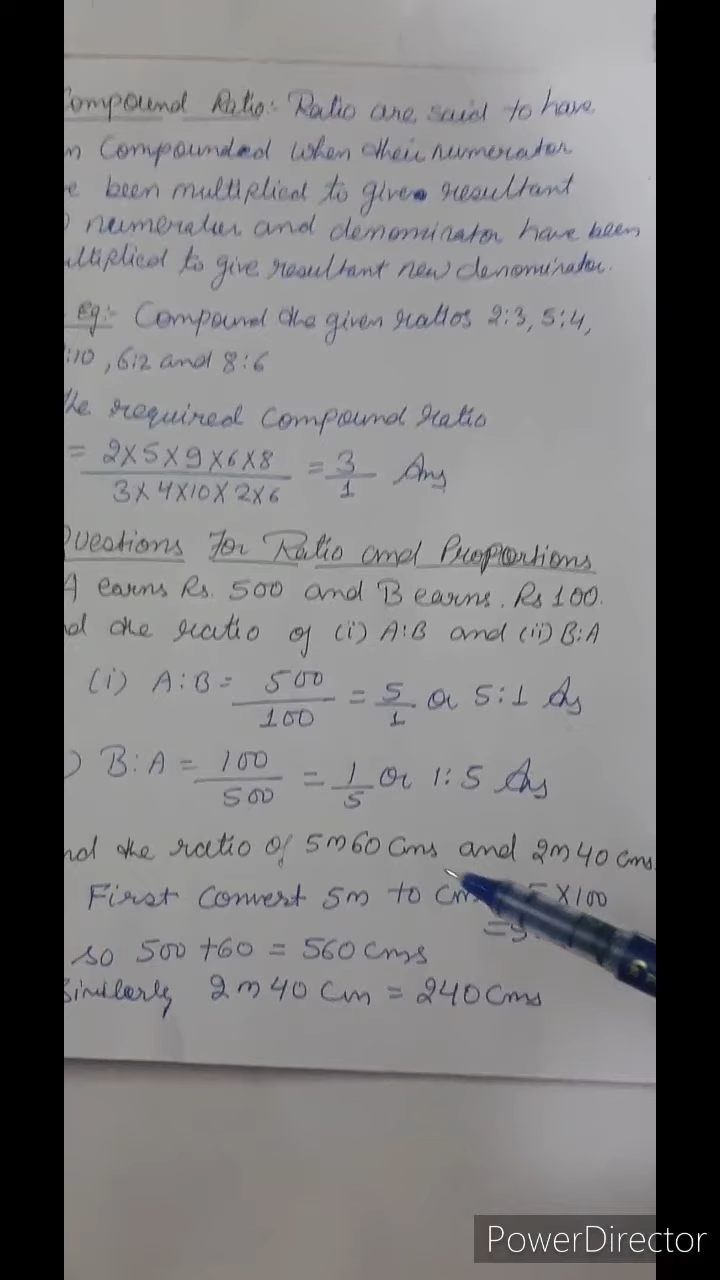 Compound Ratio:- Ratio are said to have
n Compounded when their numerator
e been multiplied to give resultant
numerator and denominator have been
ultiplied to give resultant new denominator.
Eg:- Compound the given ratios 2:3, 5:4,
:10, 6:2 and 8:6
the required compound ratio
= 2×5×9×6×8 / 3×4×10×2×6 = 3/1 Ans
Questions For Ratio and Proportions
A earns Rs. 500 and B earns. Rs 100.
nd the ratio of (i) A:B and (ii) B:A
(i) A:B = 500/100 = 5/1 or 5:1 Ans
) B:A = 100/500 = 1/5 or 1:5 Ans
nd the ratio of 5m60 Cms and 2m 40 cms
First Convert 5m to cm 5×100
=
so 500+60 = 560 Cms
Similarly 2m 40 Cm = 240 Cms
PowerDirector